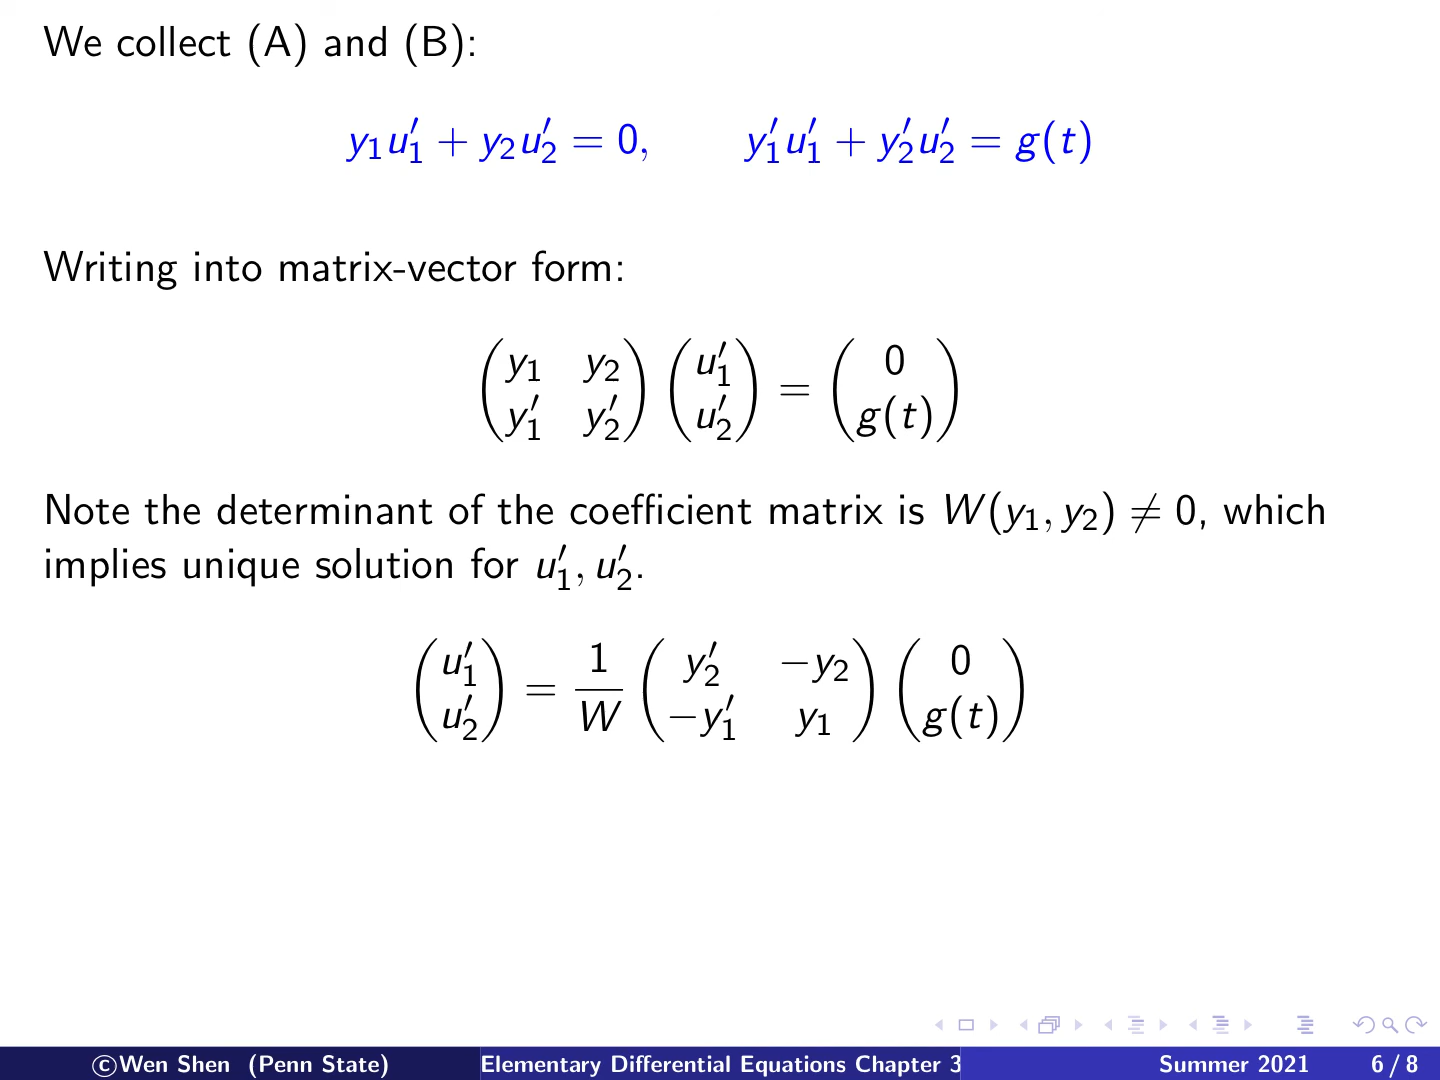 We collect (A) and (B):
y₁u₁′ + y₂u₂′ = 0, y₁′u₁′ + y₂′u₂′ = g(t)
Writing into matrix-vector form:
(y₁ y₂; y₁′ y₂′) (u₁′; u₂′) = (0; g(t))
Note the determinant of the coefficient matrix is W(y₁, y₂) ≠ 0, which
implies unique solution for u₁′, u₂′.
(u₁′; u₂′) = 1/W (y₂′ −y₂; −y₁′ y₁) (0; g(t))
©Wen Shen (Penn State) Elementary Differential Equations Chapter 3 Summer 2021 6 / 8